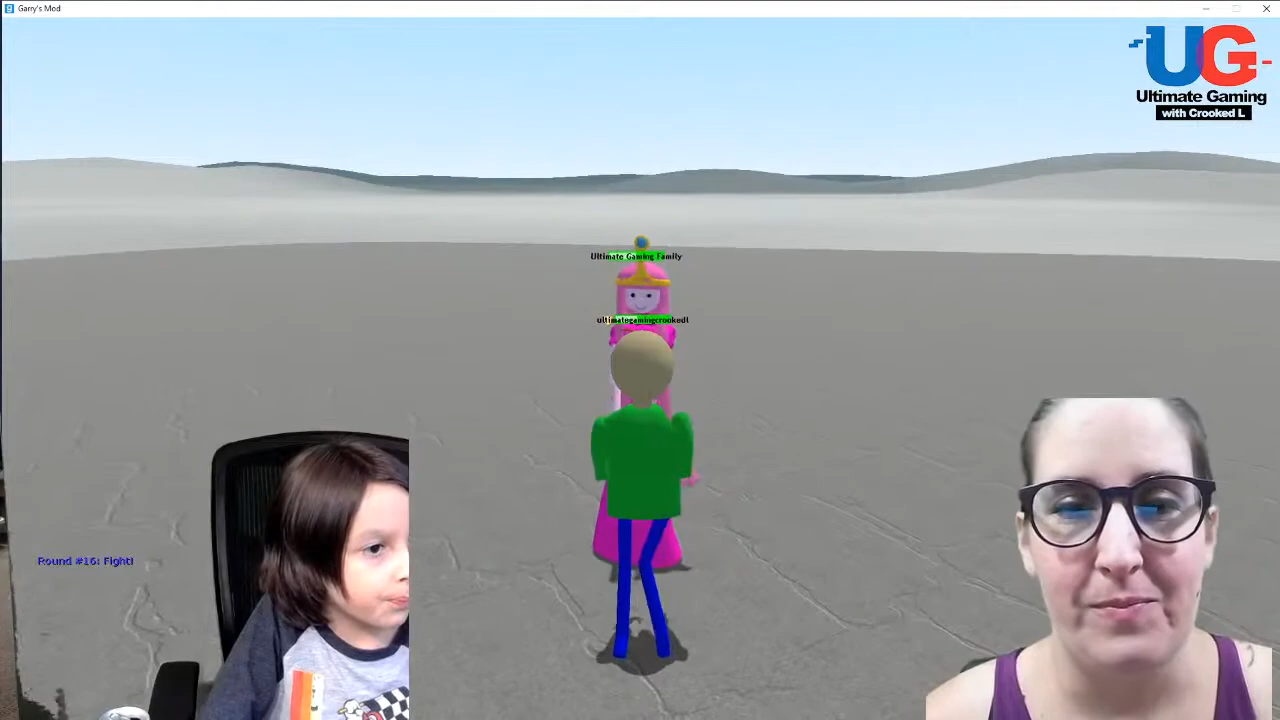 Garry's Mod
UG
Ultimate Gaming
with Crooked L
Ultimate Gaming Family
ultimategamingcrookedl
Round #16: Fight!